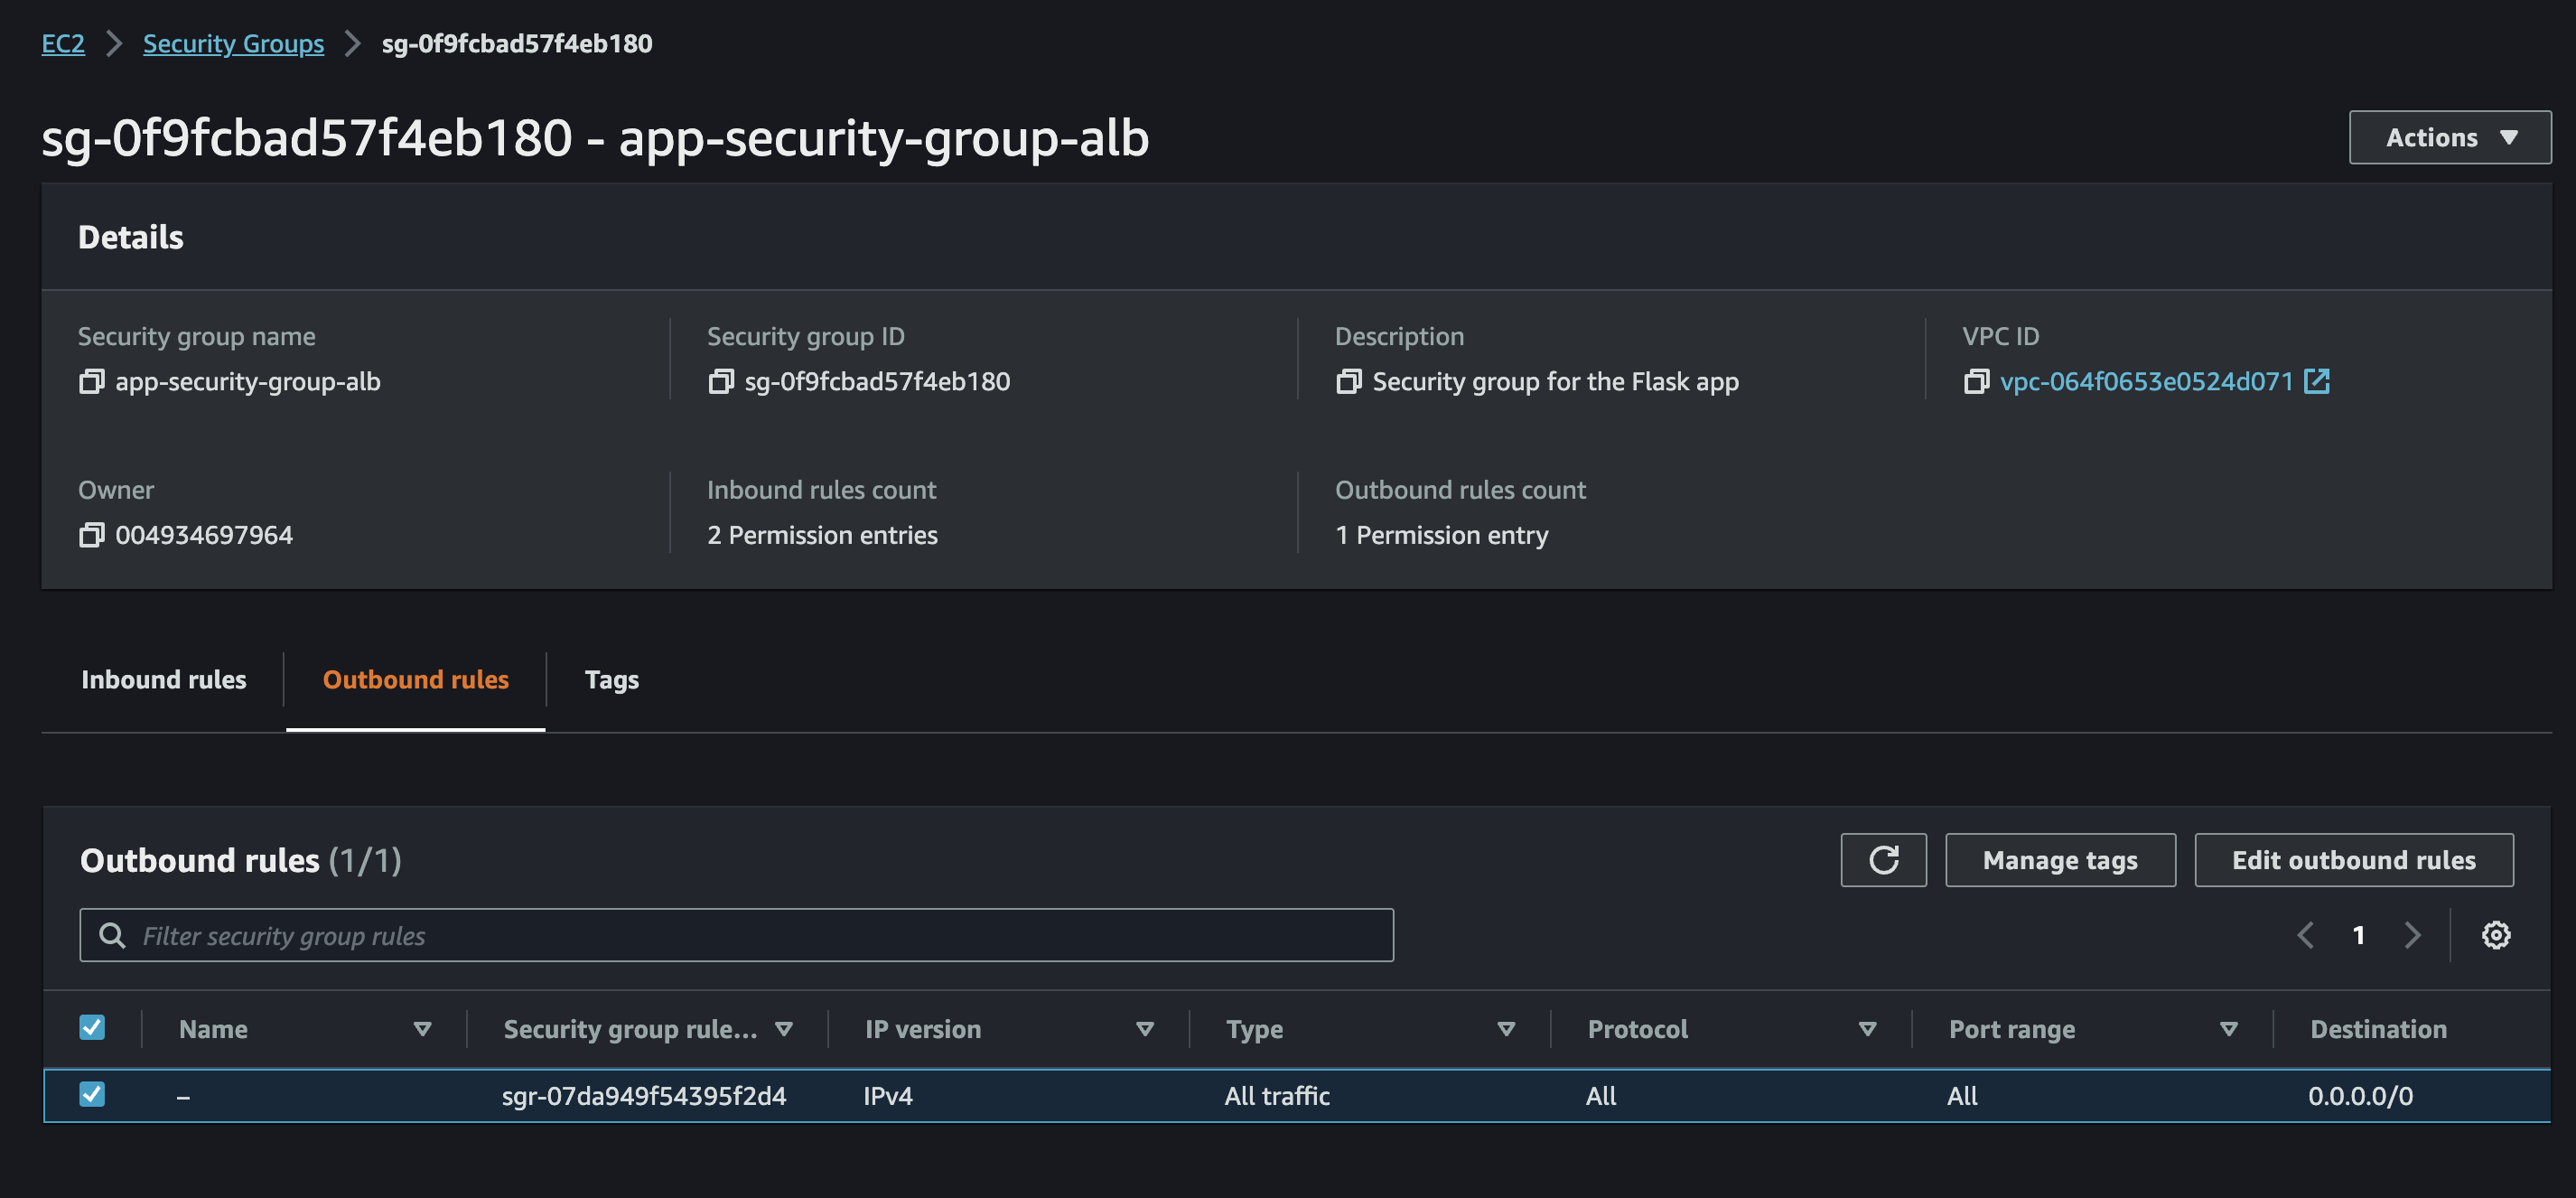 EC2 Security Groups sg-0f9fcbad57f4eb180
sg-0f9fcbad57f4eb180 - app-security-group-alb
Actions
Details
Security group name Security group ID Description VPC ID
app-security-group-alb sg-0f9fcbad57f4eb180 Security group for the Flask app vpc-064f0653e0524d071
Owner Inbound rules count Outbound rules count
004934697964 2 Permission entries 1 Permission entry
Inbound rules Outbound rules Tags
Outbound rules (1/1) Manage tags Edit outbound rules
Filter security group rules 1
Name Security group rule... IP version Type Protocol Port range Destination
– sgr-07da949f54395f2d4 IPv4 All traffic All All 0.0.0.0/0